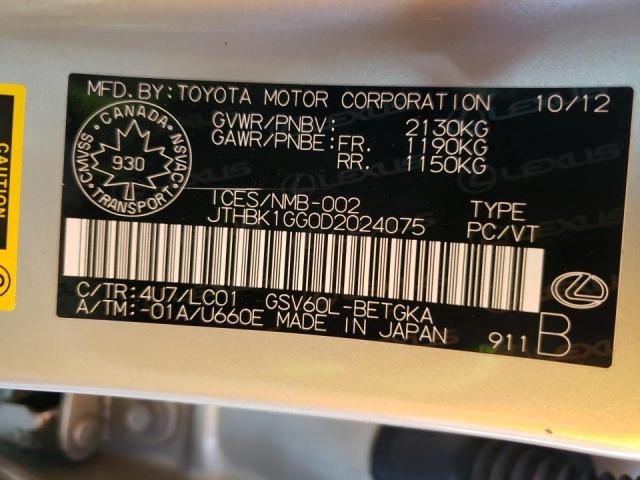 MFD.BY:TOYOTA MOTOR CORPORATION 10/12
GVWR/PNBV: 2130KG
GAWR/PNBE:FR. 1190KG
RR. 1150KG
CANADA
CMVSS NSVAC
930
TRANSPORT
ICES/NMB-002 TYPE
JTHBK1GG0D2024075 PC/VT
C/TR:4U7/LC01 GSV60L-BETGKA
A/TM:-01A/U660E MADE IN JAPAN 911 B
CAUTION
LEXUS